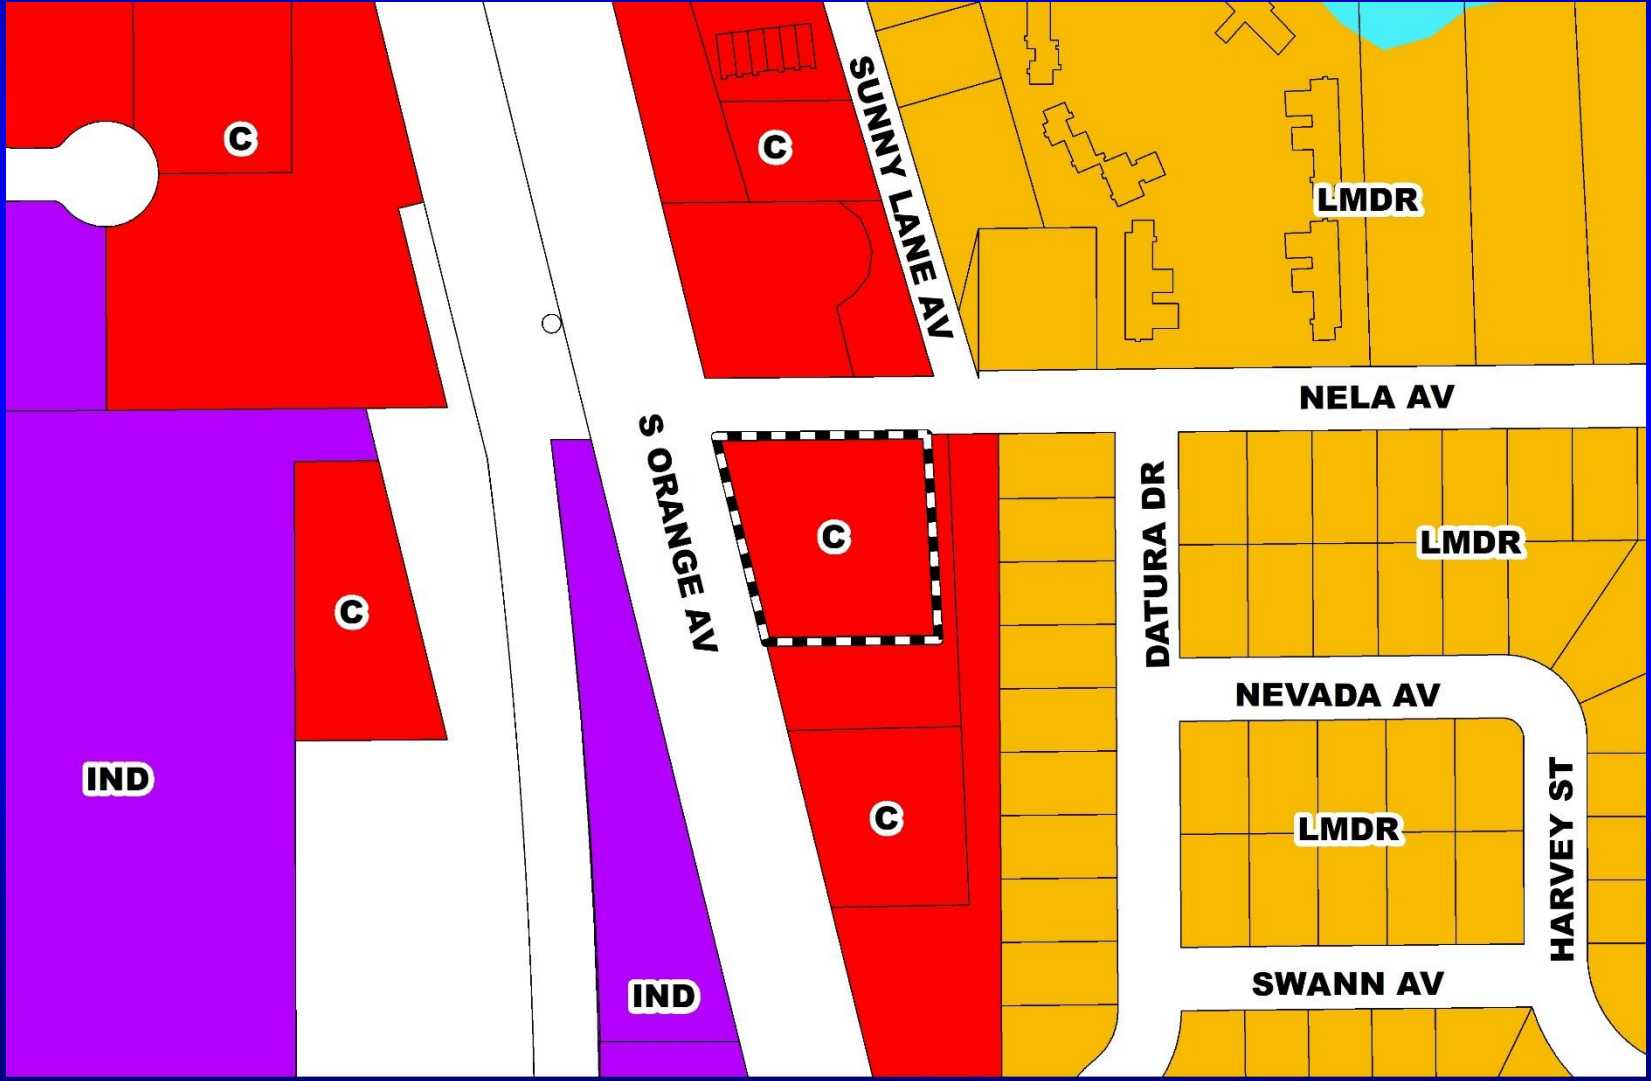 C
C
SUNNY LANE AV
LMDR
NELA AV
S ORANGE AV
C
DATURA DR
LMDR
C
NEVADA AV
IND
C
LMDR
HARVEY ST
IND
SWANN AV